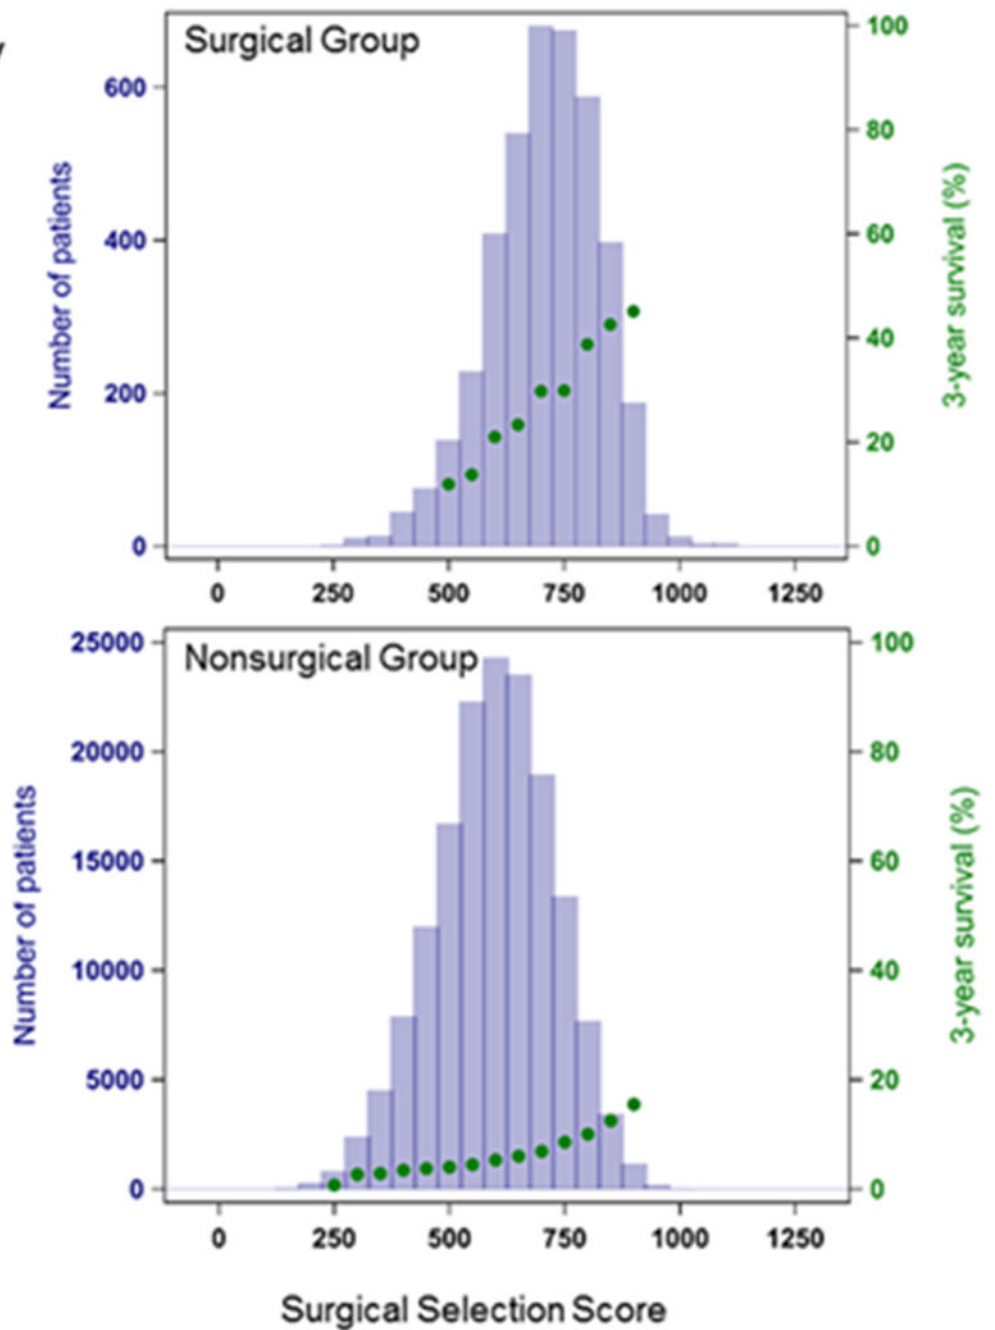 Surgical Group
Number of patients
600
400
200
0
100
80
60
40
20
0
3-year survival (%)
0 250 500 750 1000 1250
Nonsurgical Group
Number of patients
25000
20000
15000
10000
5000
0
100
80
60
40
20
0
3-year survival (%)
0 250 500 750 1000 1250
Surgical Selection Score